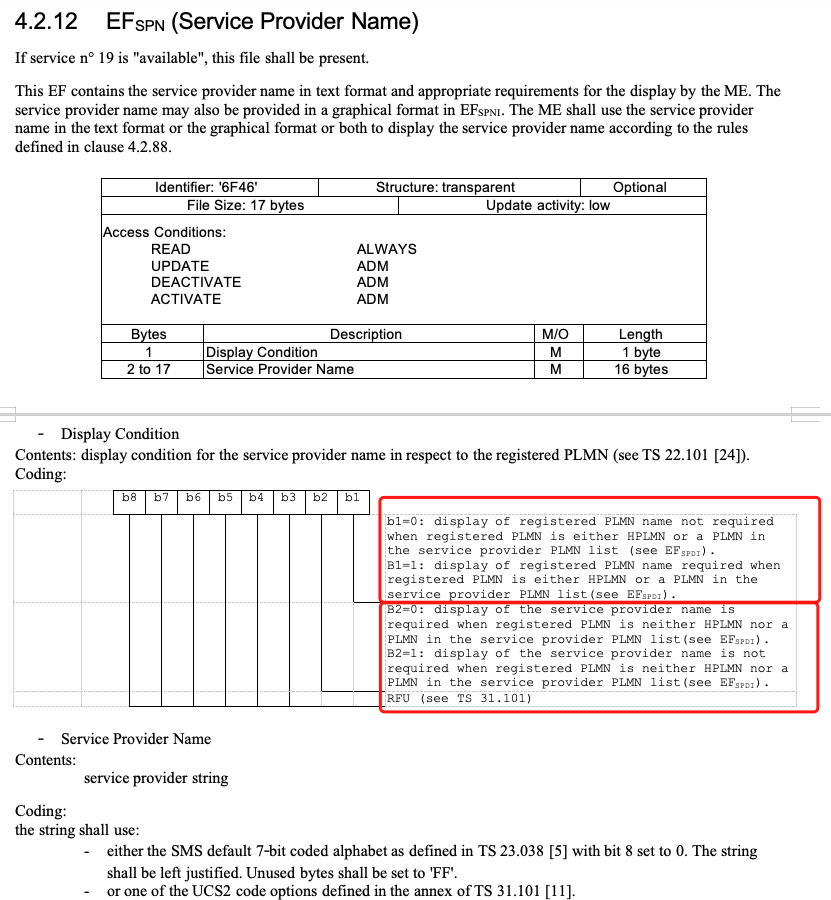 4.2.12 EFSPN (Service Provider Name)
If service n° 19 is "available", this file shall be present.
This EF contains the service provider name in text format and appropriate requirements for the display by the ME. The
service provider name may also be provided in a graphical format in EFSPNI. The ME shall use the service provider
name in the text format or the graphical format or both to display the service provider name according to the rules
defined in clause 4.2.88.
Identifier: '6F46' Structure: transparent Optional
File Size: 17 bytes Update activity: low
Access Conditions:
READ ALWAYS
UPDATE ADM
DEACTIVATE ADM
ACTIVATE ADM
Bytes Description M/O Length
1 Display Condition M 1 byte
2 to 17 Service Provider Name M 16 bytes
- Display Condition
Contents: display condition for the service provider name in respect to the registered PLMN (see TS 22.101 [24]).
Coding:
b8 b7 b6 b5 b4 b3 b2 b1
b1=0: display of registered PLMN name not required
when registered PLMN is either HPLMN or a PLMN in
the service provider PLMN list (see EFSPDI).
B1=1: display of registered PLMN name required when
registered PLMN is either HPLMN or a PLMN in the
service provider PLMN list(see EFSPDI).
B2=0: display of the service provider name is
required when registered PLMN is neither HPLMN nor a
PLMN in the service provider PLMN list(see EFSPDI).
B2=1: display of the service provider name is not
required when registered PLMN is neither HPLMN nor a
PLMN in the service provider PLMN list(see EFSPDI).
RFU (see TS 31.101)
- Service Provider Name
Contents:
service provider string
Coding:
the string shall use:
- either the SMS default 7-bit coded alphabet as defined in TS 23.038 [5] with bit 8 set to 0. The string
shall be left justified. Unused bytes shall be set to 'FF'.
- or one of the UCS2 code options defined in the annex of TS 31.101 [11].